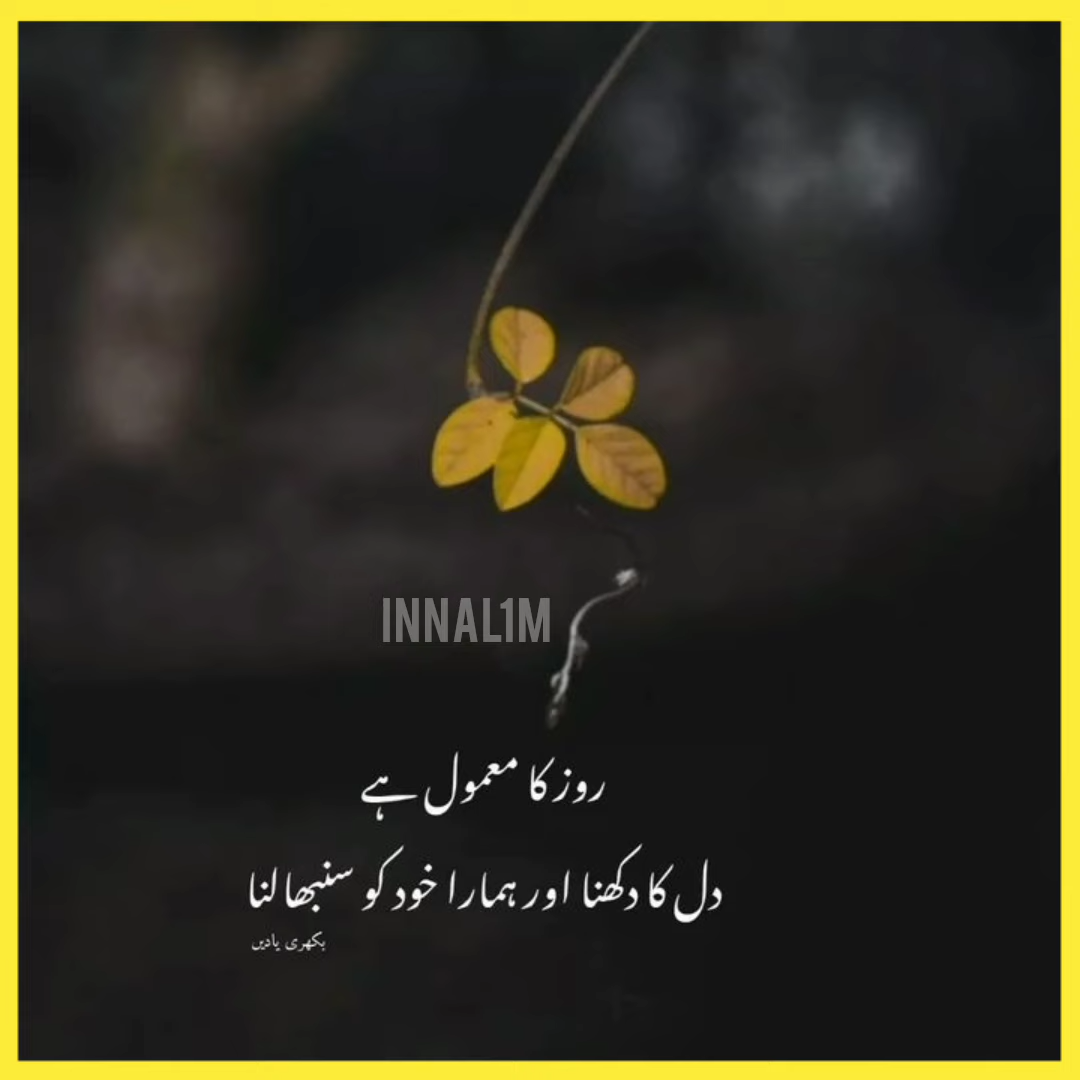 INNAL1M
روز کا معمول ہے
دل کا دکھنا اور ہمارا خود کو سنبھالنا
بکھری یادیں